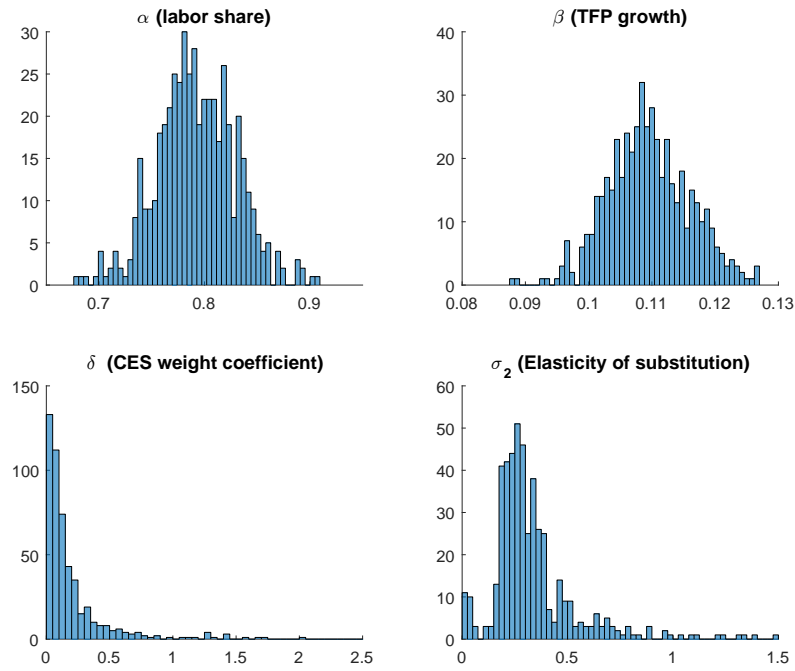 α (labor share)
30
25
20
15
10
5
0
0.7 0.8 0.9
β (TFP growth)
40
30
20
10
0
0.08 0.09 0.1 0.11 0.12 0.13
δ (CES weight coefficient)
150
100
50
0
0 0.5 1 1.5 2 2.5
σ₂ (Elasticity of substitution)
60
50
40
30
20
10
0
0 0.5 1 1.5